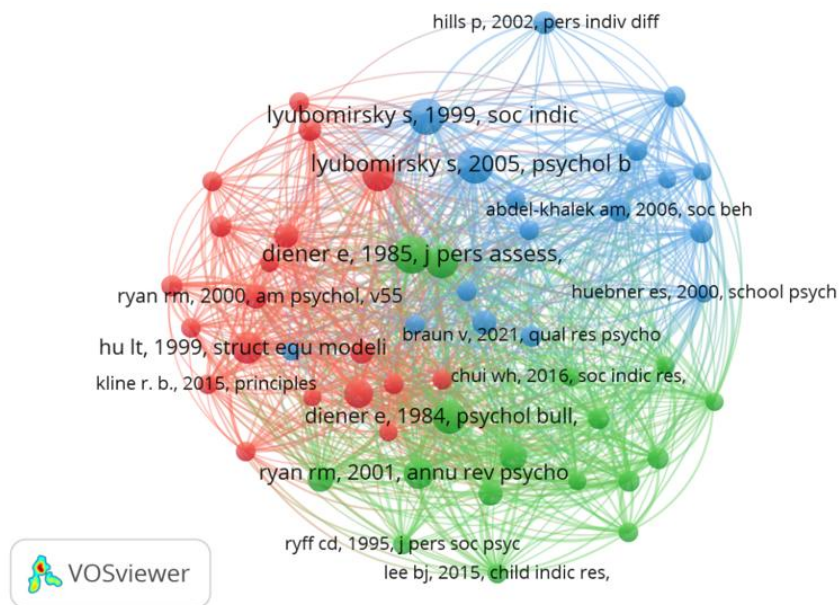 hills p, 2002, pers indiv diff
lyubomirsky s, 1999, soc indic
lyubomirsky s, 2005, psychol b
abdel-khalek am, 2006, soc beh
diener e, 1985, j pers assess,
ryan rm, 2000, am psychol, v55
huebner es, 2000, school psych
braun v, 2021, qual res psycho
hu lt, 1999, struct equ modeli
kline r. b., 2015, principles
chui wh, 2016, soc indic res,
diener e, 1984, psychol bull,
ryan rm, 2001, annu rev psycho
ryff cd, 1995, j pers soc psyc
lee bj, 2015, child indic res,
VOSviewer